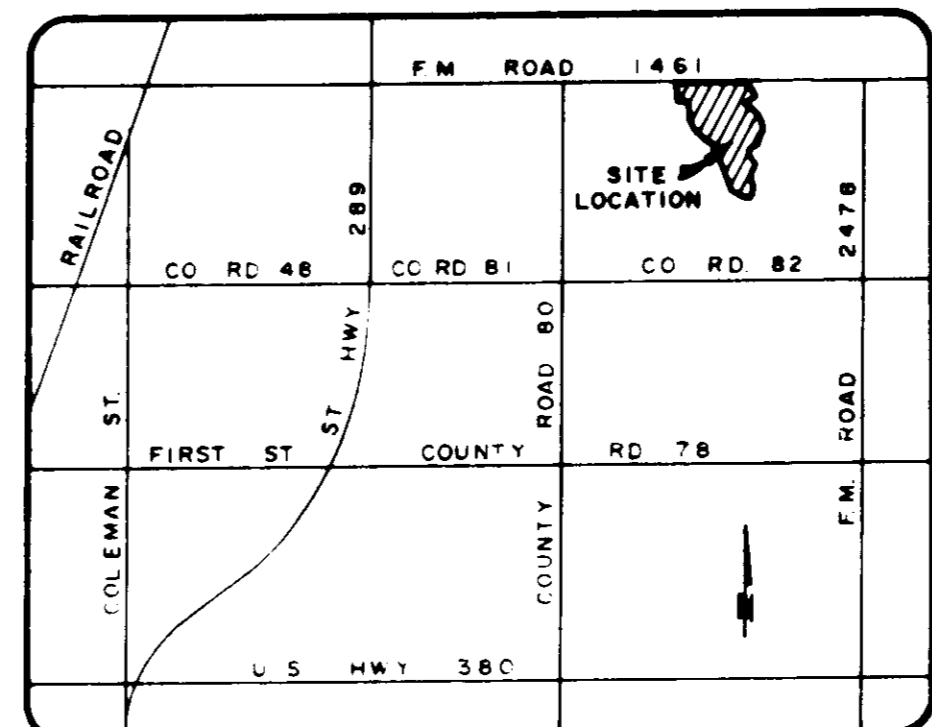 F M ROAD 1461
RAILROAD
289
SITE
LOCATION
2478
CO RD 48
CO RD 81
CO RD. 82
ST HWY
COUNTY ROAD 80
F.M. ROAD
COLEMAN ST.
FIRST ST
COUNTY RD 78
U S HWY 380